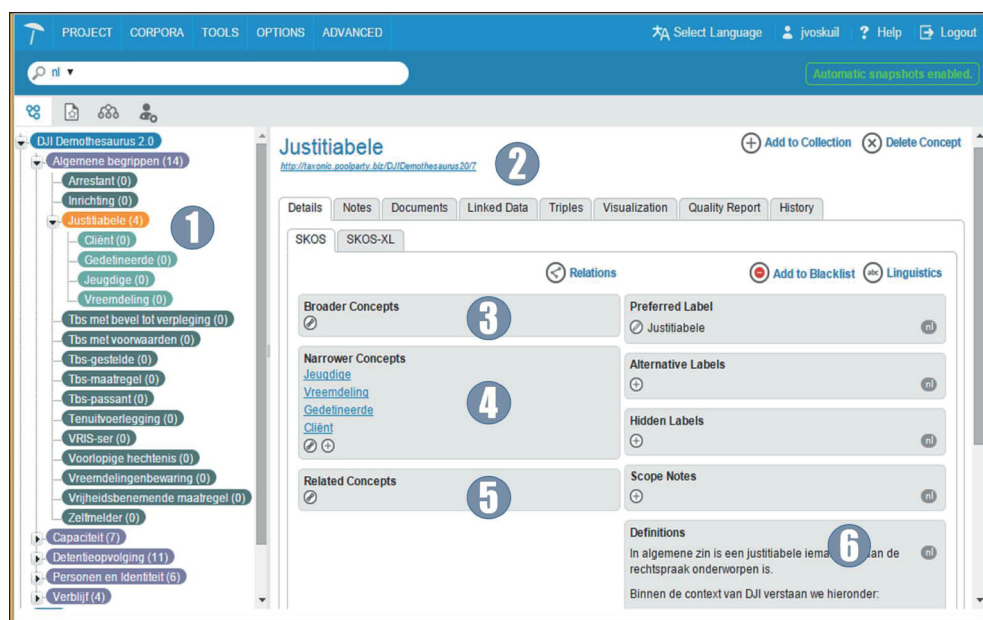 PROJECT CORPORA TOOLS OPTIONS ADVANCED Select Language jvoskuil ? Help Logout
nl ▼ Automatic snapshots enabled.
DJI Demothesaurus 2.0
Algemene begrippen (14)
Arrestant (0)
Inrichting (0)
Justitiabele (4)
Cliënt (0)
Gedetineerde (0)
Jeugdige (0)
Vreemdeling (0)
Tbs met bevel tot verpleging (0)
Tbs met voorwaarden (0)
Tbs-gestelde (0)
Tbs-maatregel (0)
Tbs-passant (0)
Tenuitvoerlegging (0)
VRIS-ser (0)
Voorlopige hechtenis (0)
Vreemdelingenbewaring (0)
Vrijheidsbenemende maatregel (0)
Zelfmelder (0)
Capaciteit (7)
Detentieopvolging (11)
Personen en Identiteit (6)
Verblijf (4)
1
Justitiabele
http://taxonic.poolparty.biz/DJIDemothesaurus20/7
2
Add to Collection Delete Concept
Details Notes Documents Linked Data Triples Visualization Quality Report History
SKOS SKOS-XL
Relations Add to Blacklist abc Linguistics
Broader Concepts
3
Narrower Concepts
Jeugdige
Vreemdeling
Gedetineerde
Cliënt
4
Related Concepts
5
Preferred Label
Justitiabele nl
Alternative Labels
nl
Hidden Labels
nl
Scope Notes
nl
Definitions
In algemene zin is een justitiabele iema an de nl
rechtspraak onderworpen is.
6
Binnen de context van DJI verstaan we hieronder: